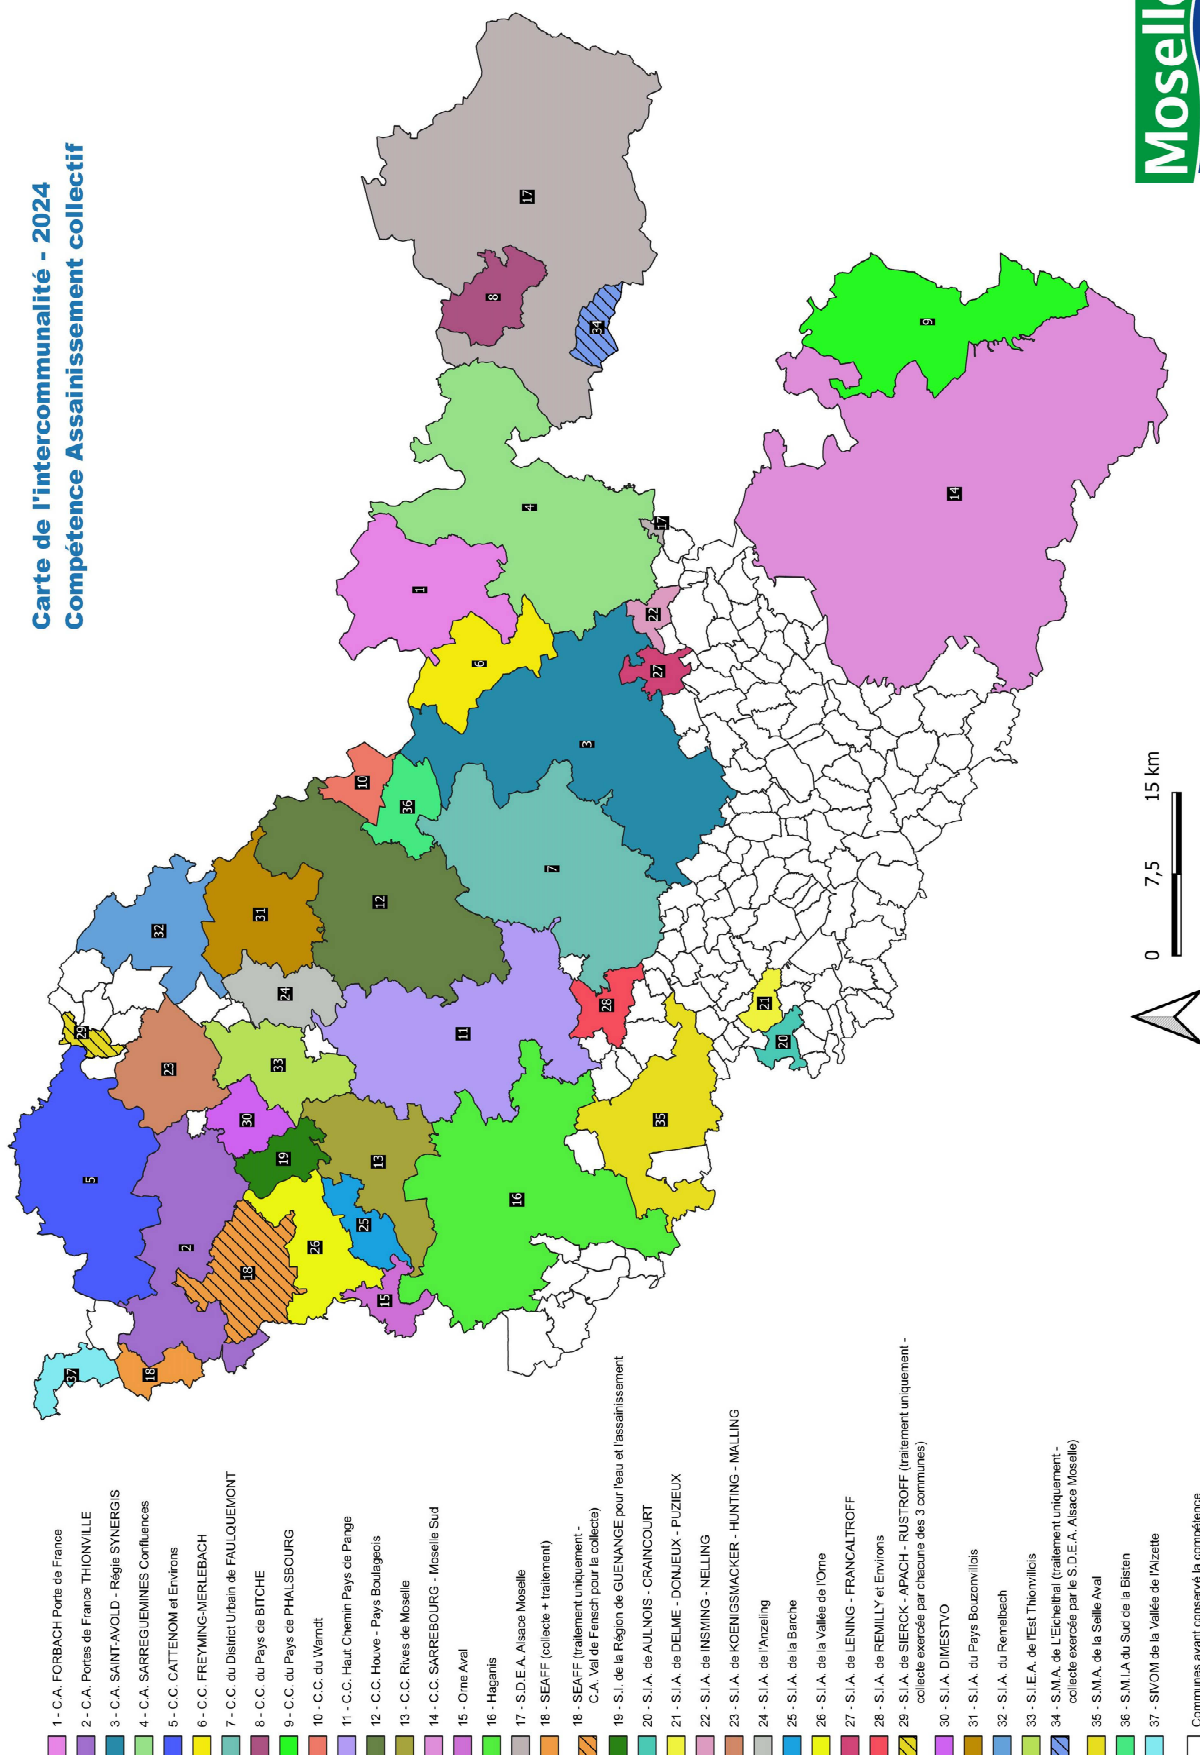 Carte de l'intercommunalité - 2024
Compétence Assainissement collectif
1 - C.A. FORBACH Porte de France
2 - C.A. Portes de France THIONVILLE
3 - C.A. SAINT-AVOLD - Régie SYNERGIS
4 - C.A. SARREGUEMINES Confluences
5 - C.C. CATTENOM et Environs
6 - C.C. FREYMING-MERLEBACH
7 - C.C. du District Urbain de FAULQUEMONT
8 - C.C. du Pays de BITCHE
9 - C.C. du Pays de PHALSBOURG
10 - C.C. du Warndt
11 - C.C. Haut Chemin Pays de Pange
12 - C.C. Houve - Pays Boulageois
13 - C.C. Rives de Moselle
14 - C.C. SARREBOURG - Moselle Sud
15 - Orne Aval
16 - Haganis
17 - S.D.E.A. Alsace Moselle
18 - SEAFF (collecte + traitement)
18 - SEAFF (traitement uniquement -
C.A. Val de Fensch pour la collecte)
19 - S.I. de la Région de GUENANGE pour l'eau et l'assainissement
20 - S.I.A. de AULNOIS - CRAINCOURT
21 - S.I.A. de DELME - DONJEUX - PUZIEUX
22 - S.I.A. de INSMING - NELLING
23 - S.I.A. de KOENIGSMACKER - HUNTING - MALLING
24 - S.I.A. de l'Anzeling
25 - S.I.A. de la Barche
26 - S.I.A. de la Vallée de l'Orne
27 - S.I.A. de LENING - FRANCALTROFF
28 - S.I.A. de REMILLY et Environs
29 - S.I.A. de SIERCK - APACH - RUSTROFF (traitement uniquement -
collecte exercée par chacune des 3 communes)
30 - S.I.A. DIMESTVO
31 - S.I.A. du Pays Bouzonvillois
32 - S.I.A. du Remelbach
33 - S.I.E.A. de l'Est Thionvillois
34 - S.M.A. de L'Eichelthal (traitement uniquement -
collecte exercée par le S.D.E.A. Alsace Moselle)
35 - S.M.A. de la Seille Aval
36 - S.M.I.A du Sud de la Bisten
37 - SIVOM de la Vallée de l'Alzette
Communes ayant conservé la compétence
37
18
2
5
18
15
26
25
19
30
13
16
23
29
33
24
32
31
11
12
35
28
20
21
7
36
10
3
6
27
22
1
4
17
8
34
17
14
9
0
7,5
15 km
Moselle